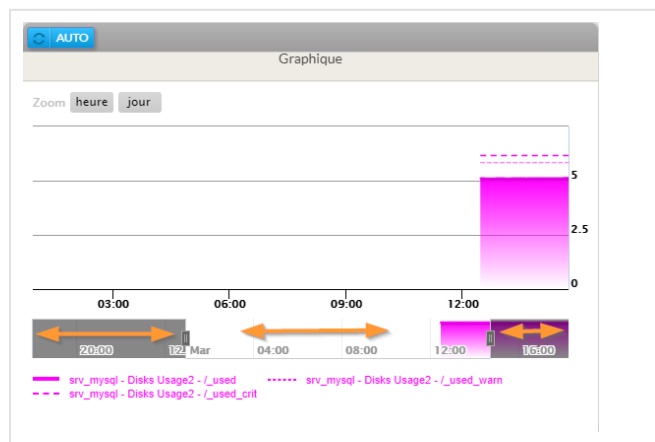 AUTO
Graphique
Zoom heure jour
5
2.5
0
03:00 06:00 09:00 12:00
20:00 12. Mar 04:00 08:00 12:00 16:00
srv_mysql - Disks Usage2 - /_used srv_mysql - Disks Usage2 - /_used_warn
srv_mysql - Disks Usage2 - /_used_crit